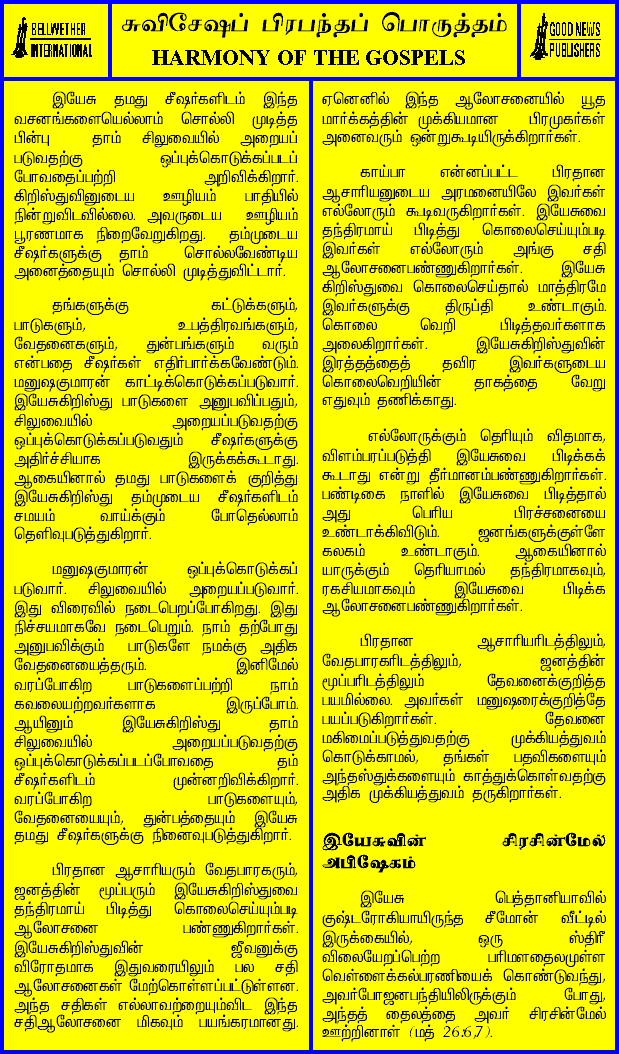 BELLWETHER
INTERNATIONAL
சுவிசேஷப் பிரபந்தப் பொருத்தம்
HARMONY OF THE GOSPELS
GOOD NEWS
PUBLISHERS
இயேசு தமது சீஷர்களிடம் இந்த
வசனங்களையெல்லாம் சொல்லி முடித்த
பின்பு தாம் சிலுவையில் அறையப்
படுவதற்கு ஒப்புக்கொடுக்கப்படப்
போவதைப்பற்றி அறிவிக்கிறார்.
கிறிஸ்துவினுடைய ஊழியம் பாதியில்
நின்றுவிடவில்லை. அவருடைய ஊழியம்
பூரணமாக நிறைவேறுகிறது. தம்முடைய
சீஷர்களுக்கு தாம் சொல்லவேண்டிய
அனைத்தையும் சொல்லி முடித்துவிட்டார்.
தங்களுக்கு கட்டுக்களும்,
பாடுகளும், உபத்திரவங்களும்,
வேதனைகளும், துன்பங்களும் வரும்
என்பதை சீஷர்கள் எதிர்பார்க்கவேண்டும்.
மனுஷகுமாரன் காட்டிக்கொடுக்கப்படுவார்.
இயேசுகிறிஸ்து பாடுகளை அனுபவிப்பதும்,
சிலுவையில் அறையப்படுவதற்கு
ஒப்புக்கொடுக்கப்படுவதும் சீஷர்களுக்கு
அதிர்ச்சியாக இருக்கக்கூடாது.
ஆகையினால் தமது பாடுகளைக் குறித்து
இயேசுகிறிஸ்து தம்முடைய சீஷர்களிடம்
சமயம் வாய்க்கும் போதெல்லாம்
தெளிவுபடுத்துகிறார்.
மனுஷகுமாரன் ஒப்புக்கொடுக்கப்
படுவார். சிலுவையில் அறையப்படுவார்.
இது விரைவில் நடைபெறப்போகிறது. இது
நிச்சயமாகவே நடைபெறும். நாம் தற்போது
அனுபவிக்கும் பாடுகளே நமக்கு அதிக
வேதனையைத்தரும். இனிமேல்
வரப்போகிற பாடுகளைப்பற்றி நாம்
கவலையற்றவர்களாக இருப்போம்.
ஆயினும் இயேசுகிறிஸ்து தாம்
சிலுவையில் அறையப்படுவதற்கு
ஒப்புக்கொடுக்கப்படப்போவதை தம்
சீஷர்களிடம் முன்னறிவிக்கிறார்.
வரப்போகிற பாடுகளையும்,
வேதனையையும், துன்பத்தையும் இயேசு
தமது சீஷர்களுக்கு நினைவுபடுத்துகிறார்.
பிரதான ஆசாரியரும் வேதபாரகரும்,
ஜனத்தின் மூப்பரும் இயேசுகிறிஸ்துவை
தந்திரமாய் பிடித்து கொலைசெய்யும்படி
ஆலோசனை பண்ணுகிறார்கள்.
இயேசுகிறிஸ்துவின் ஜீவனுக்கு
விரோதமாக இதுவரையிலும் பல சதி
ஆலோசனைகள் மேற்கொள்ளப்பட்டுள்ளன.
அந்த சதிகள் எல்லாவற்றையும்விட இந்த
சதிஆலோசனை மிகவும் பயங்கரமானது.
ஏனெனில் இந்த ஆலோசனையில் யூத
மார்க்கத்தின் முக்கியமான பிரமுகர்கள்
அனைவரும் ஒன்றுகூடியிருக்கிறார்கள்.
காய்பா என்னப்பட்ட பிரதான
ஆசாரியனுடைய அரமனையிலே இவர்கள்
எல்லோரும் கூடிவருகிறார்கள். இயேசுவை
தந்திரமாய் பிடித்து கொலைசெய்யும்படி
இவர்கள் எல்லோரும் அங்கு சதி
ஆலோசனைபண்ணுகிறார்கள். இயேசு
கிறிஸ்துவை கொலைசெய்தால் மாத்திரமே
இவர்களுக்கு திருப்தி உண்டாகும்.
கொலை வெறி பிடித்தவர்களாக
அலைகிறார்கள். இயேசுகிறிஸ்துவின்
இரத்தத்தைத் தவிர இவர்களுடைய
கொலைவெறியின் தாகத்தை வேறு
எதுவும் தணிக்காது.
எல்லோருக்கும் தெரியும் விதமாக,
விளம்பரப்படுத்தி இயேசுவை பிடிக்கக்
கூடாது என்று தீர்மானம்பண்ணுகிறார்கள்.
பண்டிகை நாளில் இயேசுவை பிடித்தால்
அது பெரிய பிரச்சனையை
உண்டாக்கிவிடும். ஜனங்களுக்குள்ளே
கலகம் உண்டாகும். ஆகையினால்
யாருக்கும் தெரியாமல் தந்திரமாகவும்,
ரகசியமாகவும் இயேசுவை பிடிக்க
ஆலோசனைபண்ணுகிறார்கள்.
பிரதான ஆசாரியரிடத்திலும்,
வேதபாரகரிடத்திலும், ஜனத்தின்
மூப்பரிடத்திலும் தேவனைக்குறித்த
பயமில்லை. அவர்கள் மனுஷரைக்குறித்தே
பயப்படுகிறார்கள். தேவனை
மகிமைப்படுத்துவதற்கு முக்கியத்துவம்
கொடுக்காமல், தங்கள் பதவிகளையும்
அந்தஸ்துக்களையும் காத்துக்கொள்வதற்கு
அதிக முக்கியத்துவம் தருகிறார்கள்.
இயேசுவின் சிரசின்மேல்
அபிஷேகம்
இயேசு பெத்தானியாவில்
குஷ்டரோகியாயிருந்த சீமோன் வீட்டில்
இருக்கையில், ஒரு ஸ்திரீ
விலையேறப்பெற்ற பரிமளதைலமுள்ள
வெள்ளைக்கல்பரணியைக் கொண்டுவந்து,
அவர்போஜனபந்தியிலிருக்கும் போது,
அந்தத் தைலத்தை அவர் சிரசின்மேல்
ஊற்றினாள் (மத் 26:6,7).